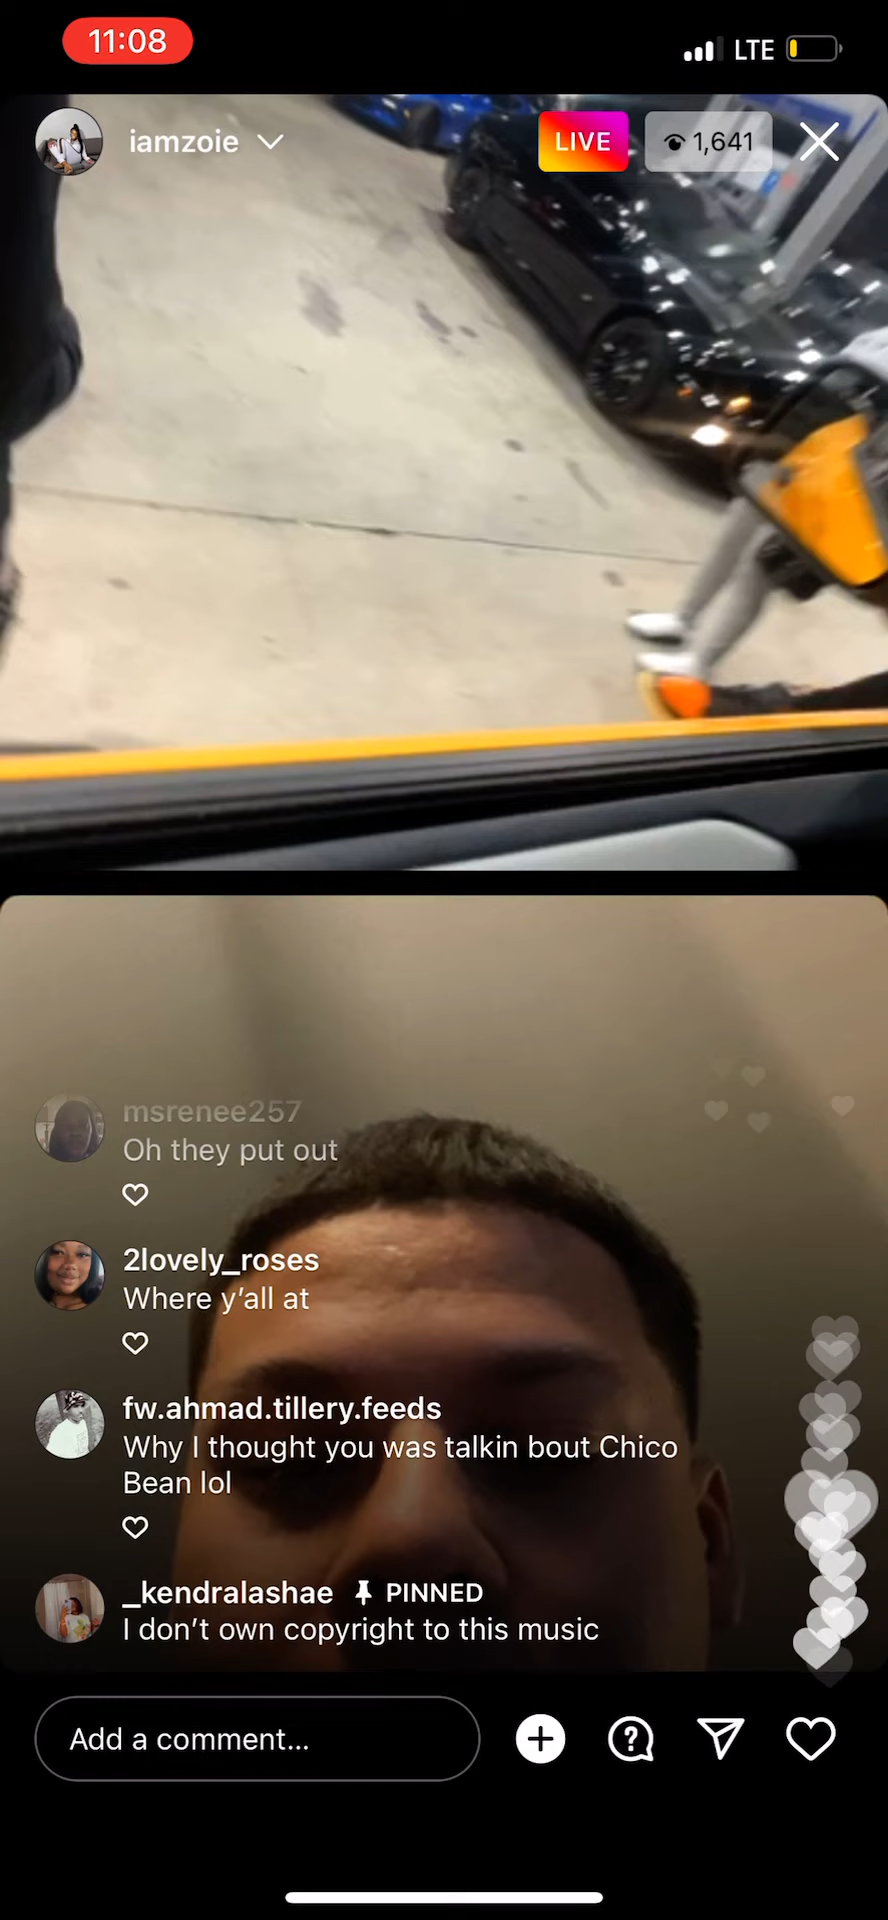 11:08
LTE
iamzoie
LIVE
1,641
msrenee257
Oh they put out
2lovely_roses
Where y’all at
fw.ahmad.tillery.feeds
Why I thought you was talkin bout Chico
Bean lol
_kendralashae PINNED
I don’t own copyright to this music
Add a comment...